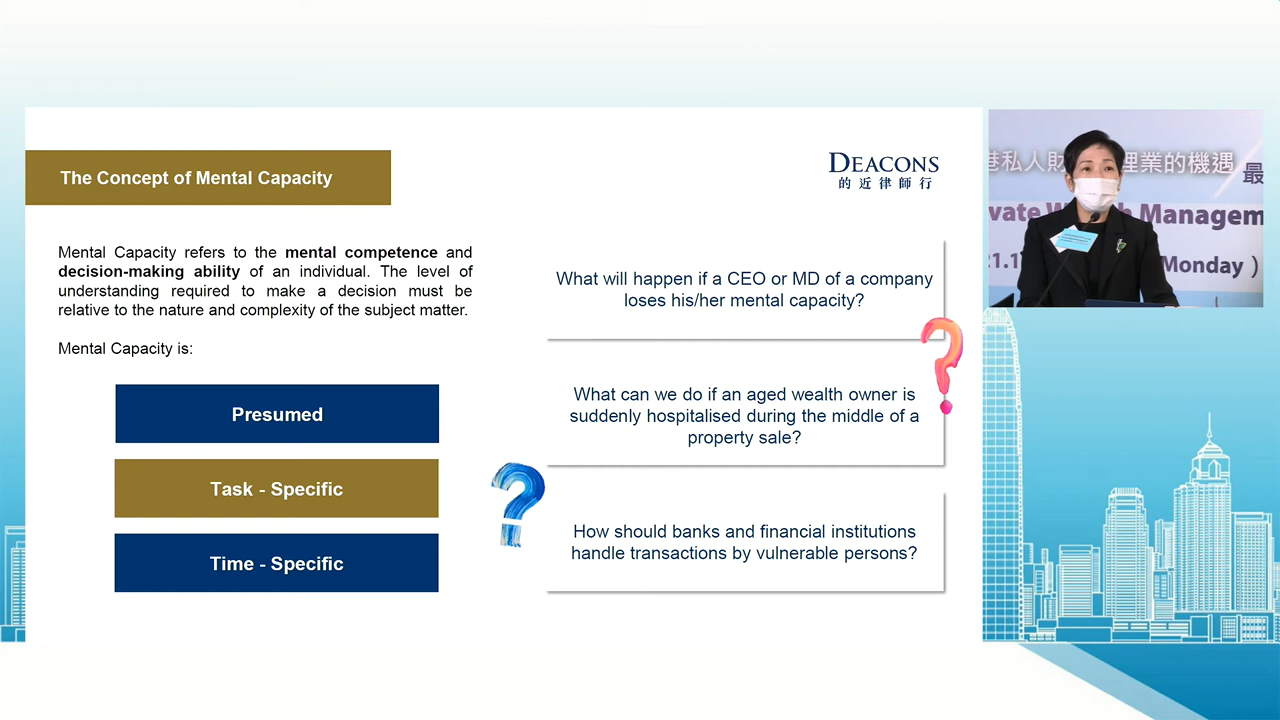 The Concept of Mental Capacity
DEACONS
的近律師行
Mental Capacity refers to the mental competence and
decision-making ability of an individual. The level of
understanding required to make a decision must be
relative to the nature and complexity of the subject matter.
Mental Capacity is:
Presumed
Task - Specific
Time - Specific
What will happen if a CEO or MD of a company
loses his/her mental capacity?
What can we do if an aged wealth owner is
suddenly hospitalised during the middle of a
property sale?
How should banks and financial institutions
handle transactions by vulnerable persons?
港私人財 理業的機遇
最
Managem
Monday )